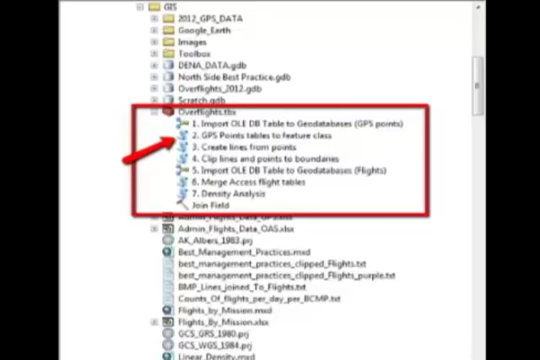 GIS
2012_GPS_DATA
Google_Earth
Images
Toolbox
DENA_DATA.gdb
North Side Best Practice.gdb
Overflights_2012.gdb
Scratch.gdb
Overflights.tbx
1. Import OLE DB Table to Geodatabases (GPS points)
2. GPS Points tables to feature class
3. Create lines from points
4. Clip lines and points to boundaries
5. Import OLE DB Table to Geodatabases (Flights)
6. Merge Access flight tables
7. Density Analysis
Join Field
Admin_Flights_Data_GPS.xlsx
Admin_Flights_Data_OAS.xlsx
AK_Albers_1983.prj
Best_Management_Practices.mxd
best_management_practices_clipped_Flights.txt
best_management_practices_clipped_Flights_purple.txt
BMP_Lines_joined_To_Flights.txt
Counts_Of_flights_per_day_per_BCMP.txt
Flights_by_Mission.mxd
Flights_By_Mission.xlsx
GCS_GRS_1980.prj
GCS_WGS_1984.prj
Linear_Density.mxd